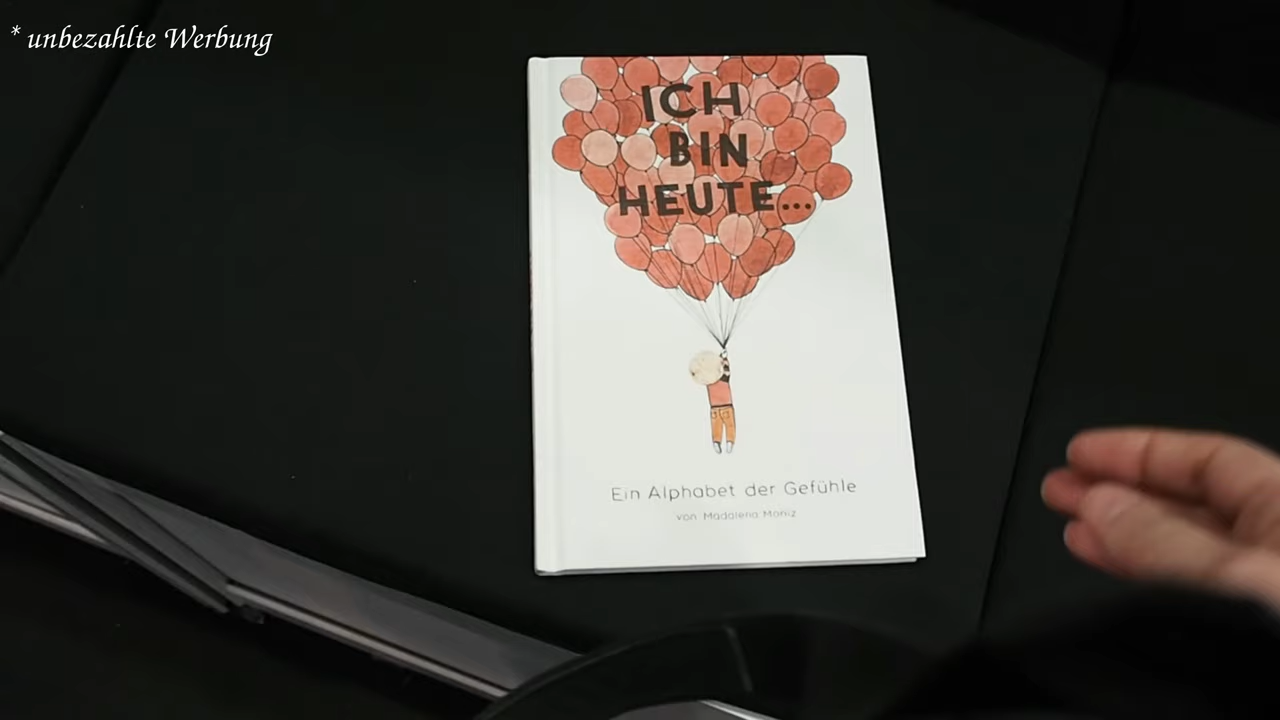 * unbezahlte Werbung
ICH
BIN
HEUTE...
Ein Alphabet der Gefühle
von Madalena Moniz